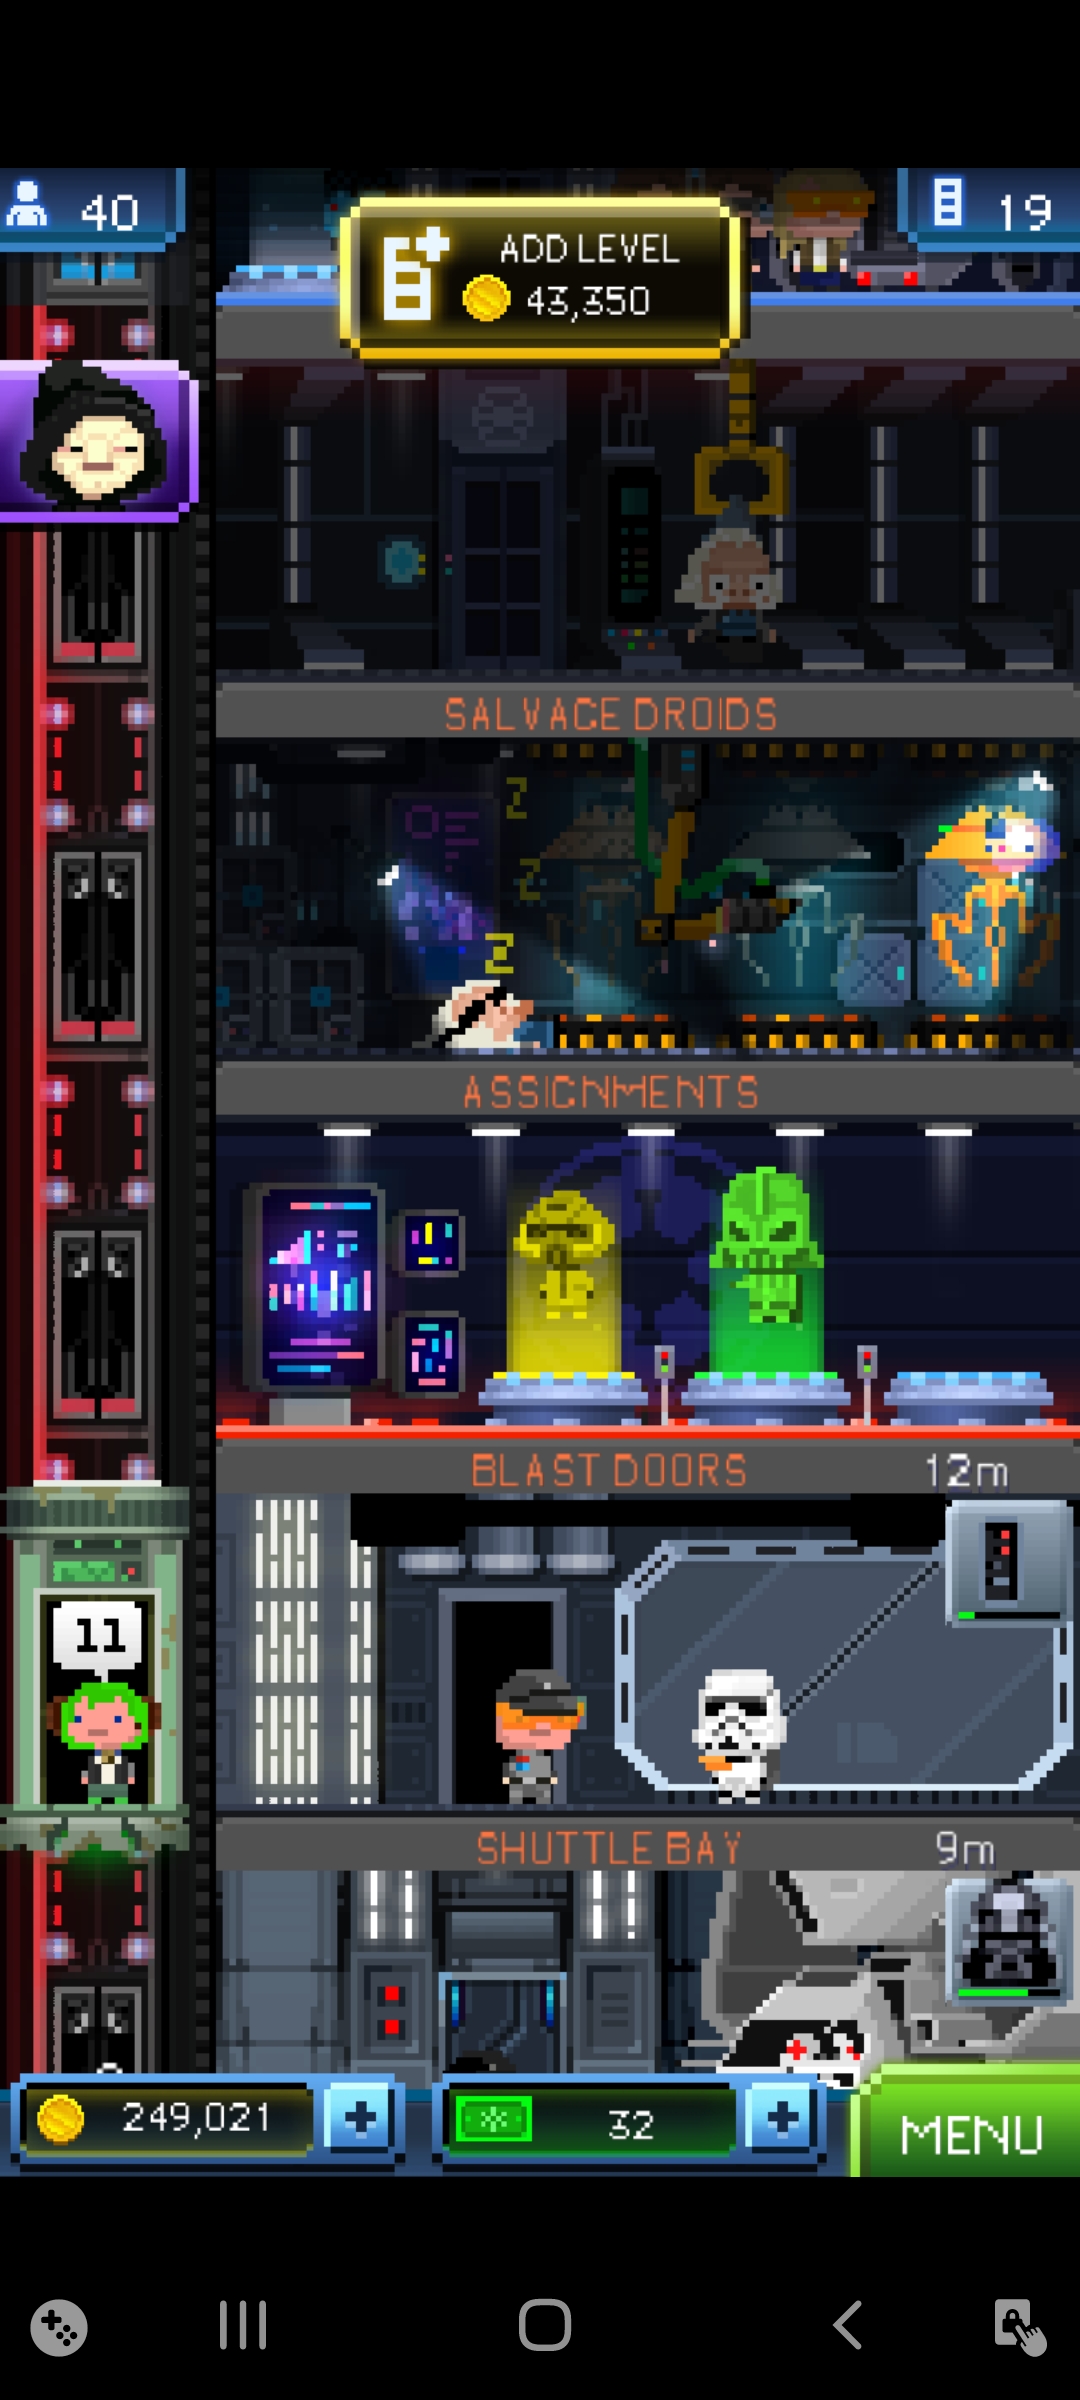 40
ADD LEVEL
43,350
19
SALVAGE DROIDS
Z
Z
Z
ASSIGNMENTS
BLAST DOORS 12m
11
SHUTTLE BAY 9m
249,021 + 32 + MENU